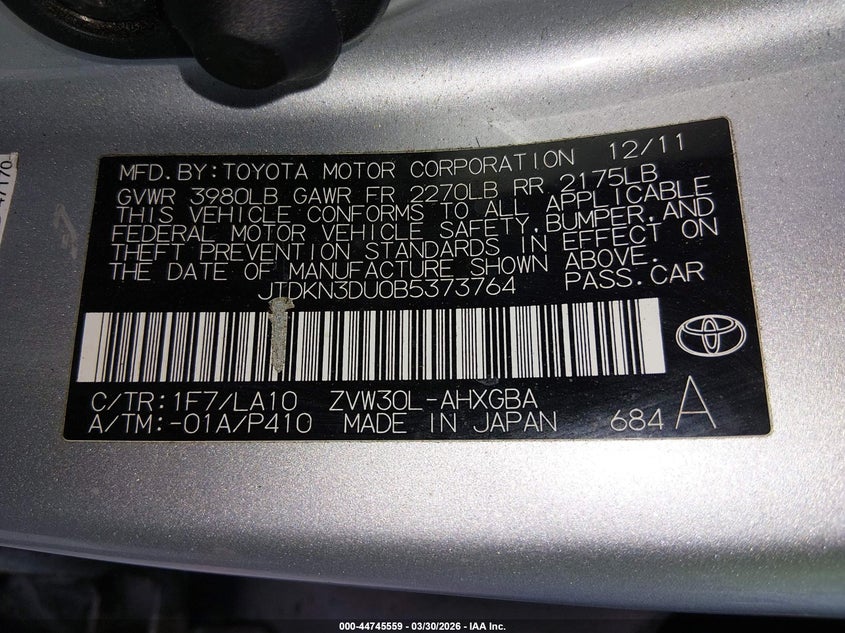 MFD. BY: TOYOTA MOTOR CORPORATION 12/11
GVWR 3980LB GAWR FR 2270LB RR 2175LB
THIS VEHICLE CONFORMS TO ALL APPLICABLE
FEDERAL MOTOR VEHICLE SAFETY, BUMPER, AND
THEFT PREVENTION STANDARDS IN EFFECT ON
THE DATE OF MANUFACTURE SHOWN ABOVE.
JTDKN3DU0B5373764 PASS. CAR
C/TR: 1F7/LA10 ZVW30L-AHXGBA
A/TM: -01A/P410 MADE IN JAPAN 684 A
000-44745559 - 03/30/2026 - IAA Inc.